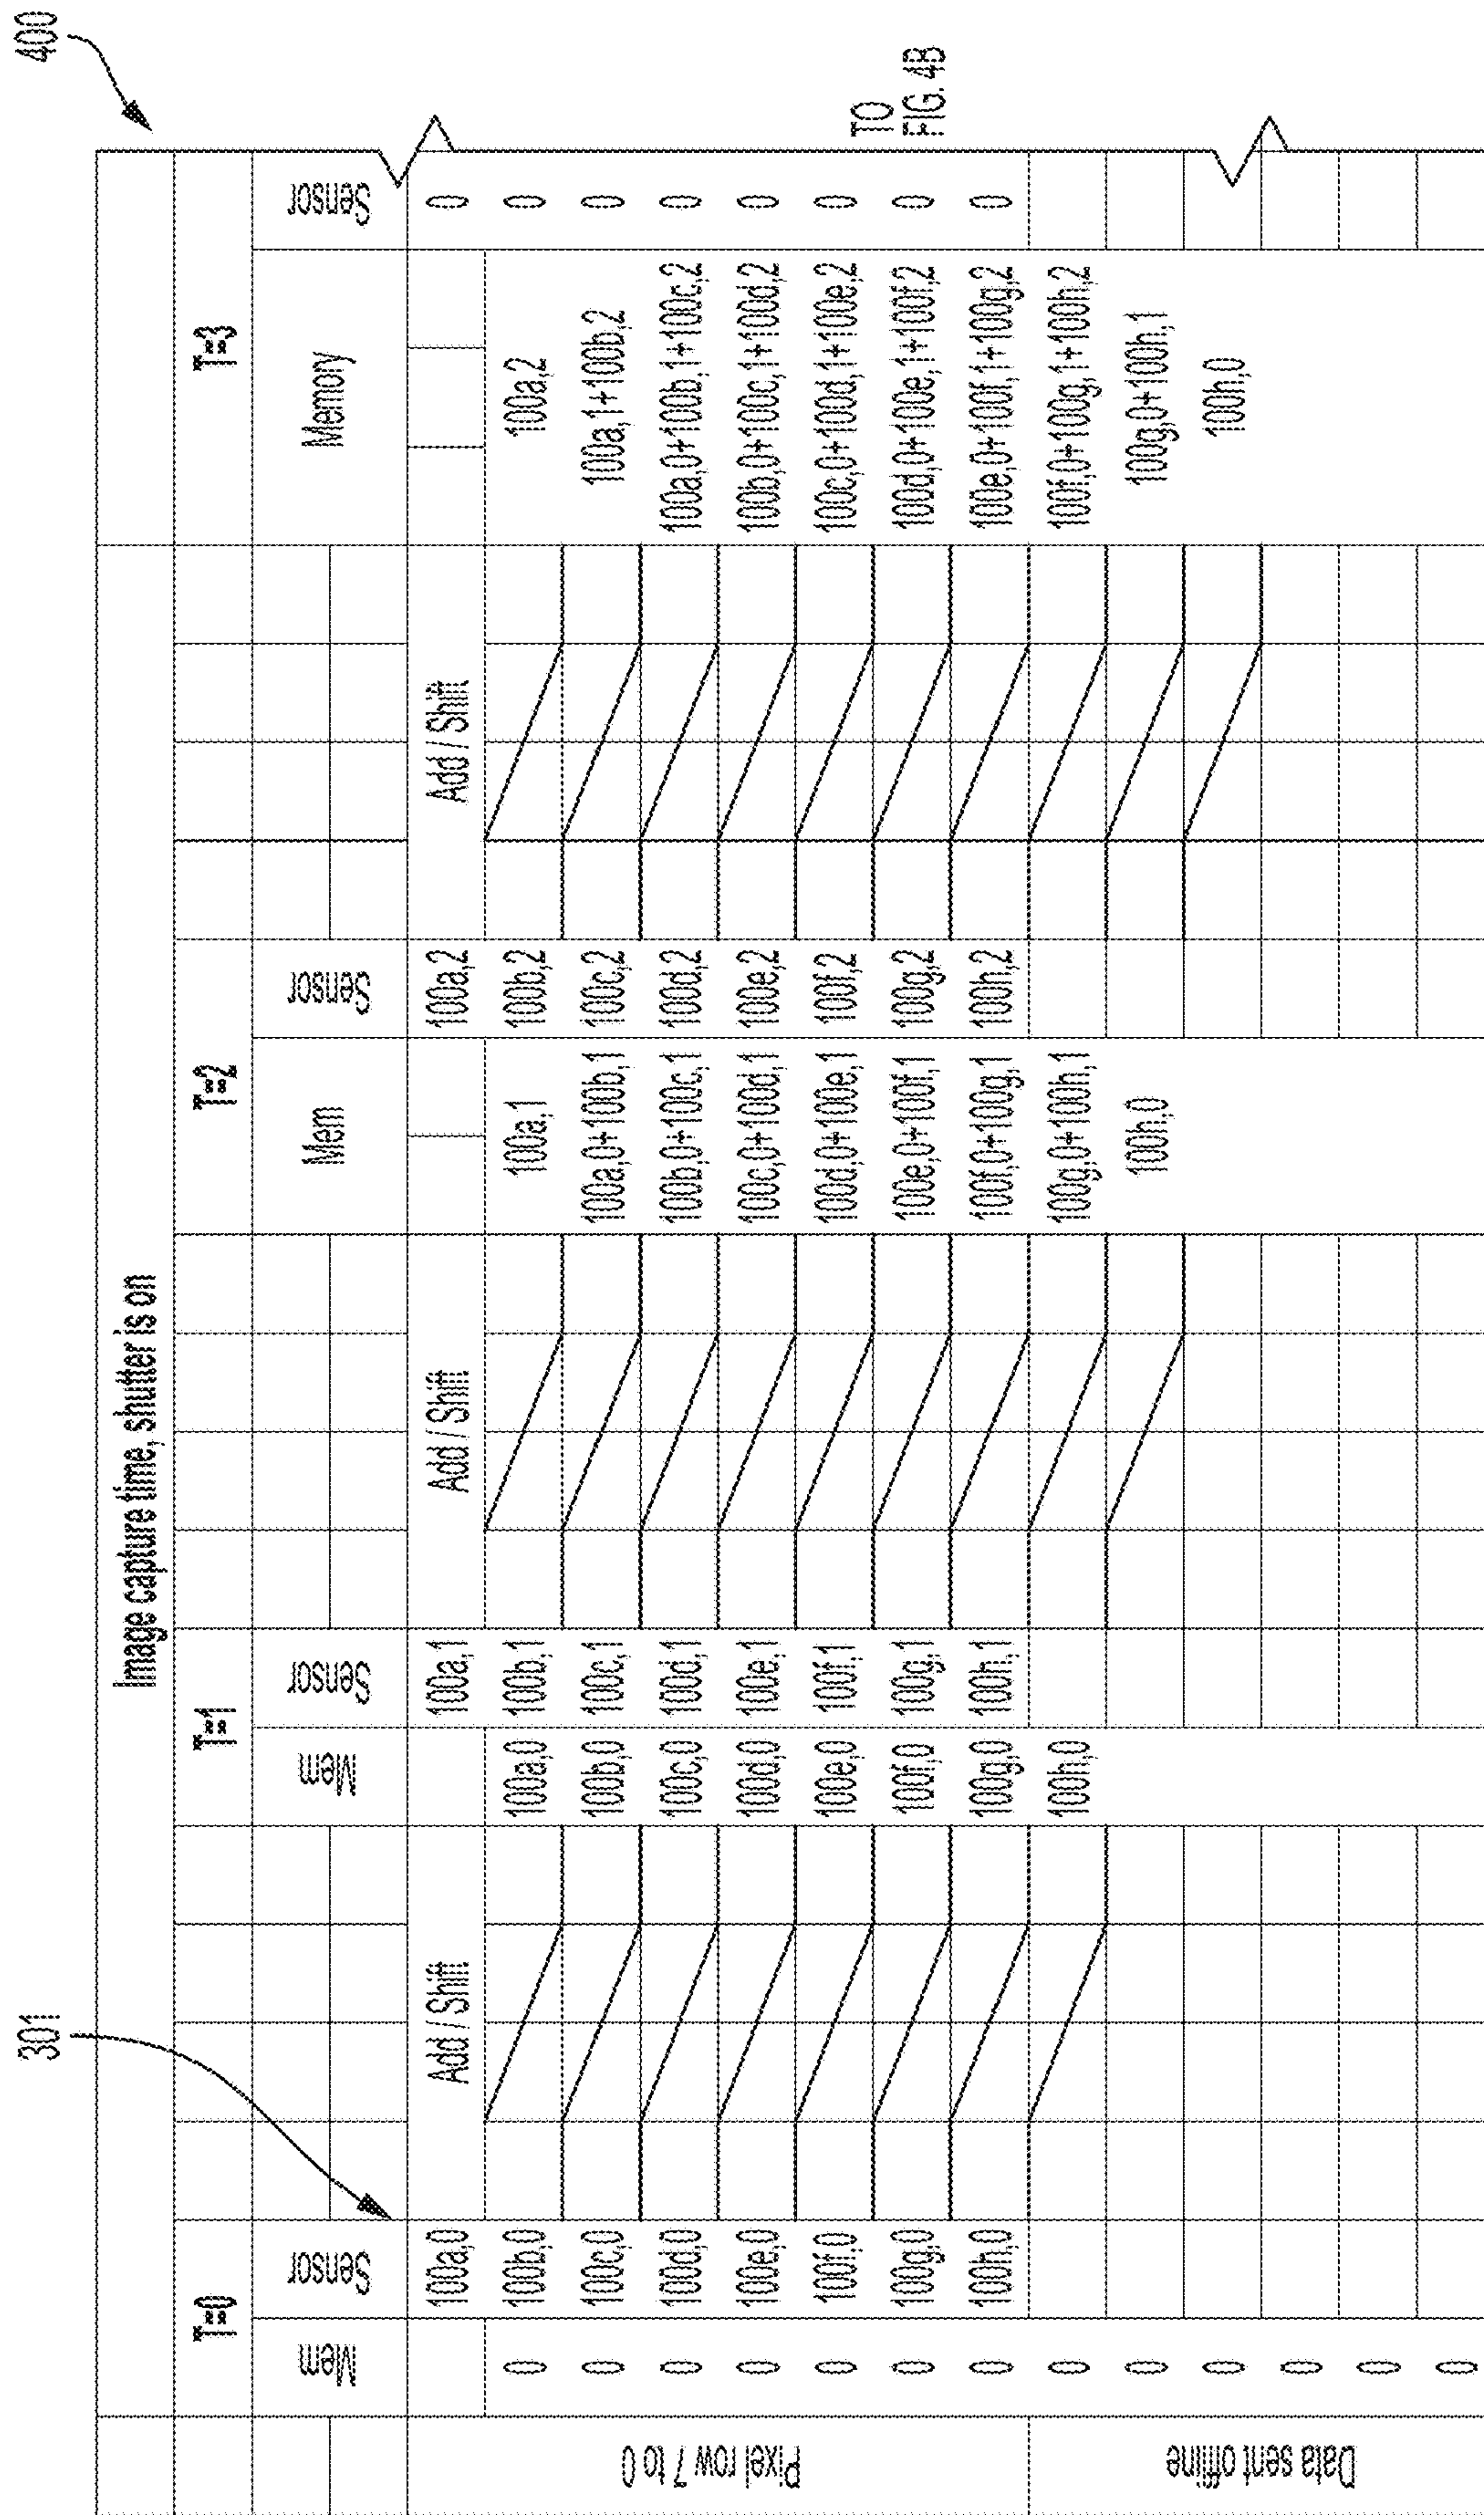 301 400
Image capture time, shutter is on
T=0 T=1 T=2 T=3
Mem Sensor Mem Sensor Mem Sensor Memory Sensor
Pixel row 7 to 0
100a,0 Add / Shift 100a,1 Add / Shift 100a,2 Add / Shift 0
0 100b,0 100a,0 100b,1 100a,1 100b,2 100a,2 0
0 100c,0 100b,0 100c,1 100a,0+100b,1 100c,2 100a,1+100b,2 0
0 100d,0 100c,0 100d,1 100b,0+100c,1 100d,2 100a,0+100b,1+100c,2 0
0 100e,0 100d,0 100e,1 100c,0+100d,1 100e,2 100b,0+100c,1+100d,2 0
0 100f,0 100e,0 100f,1 100d,0+100e,1 100f,2 100c,0+100d,1+100e,2 0
0 100g,0 100f,0 100g,1 100e,0+100f,1 100g,2 100d,0+100e,1+100f,2 0
0 100h,0 100g,0 100h,1 100f,0+100g,1 100h,2 100e,0+100f,1+100g,2 0
Data sent offline
0 100h,0 100g,0+100h,1 100f,0+100g,1+100h,2
0 100h,0 100g,0+100h,1
0 100h,0
0
0
0
TO
FIG. 4B